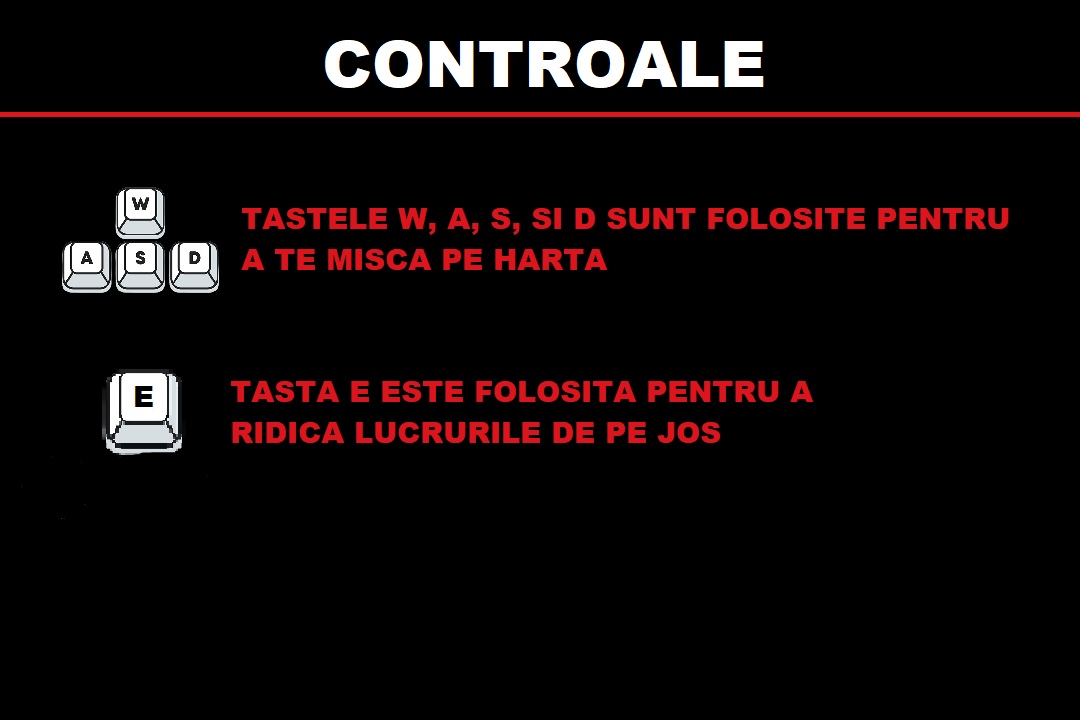 CONTROALE
W
TASTELE W, A, S, SI D SUNT FOLOSITE PENTRU
A S D
A TE MISCA PE HARTA
E
TASTA E ESTE FOLOSITA PENTRU A
RIDICA LUCRURILE DE PE JOS